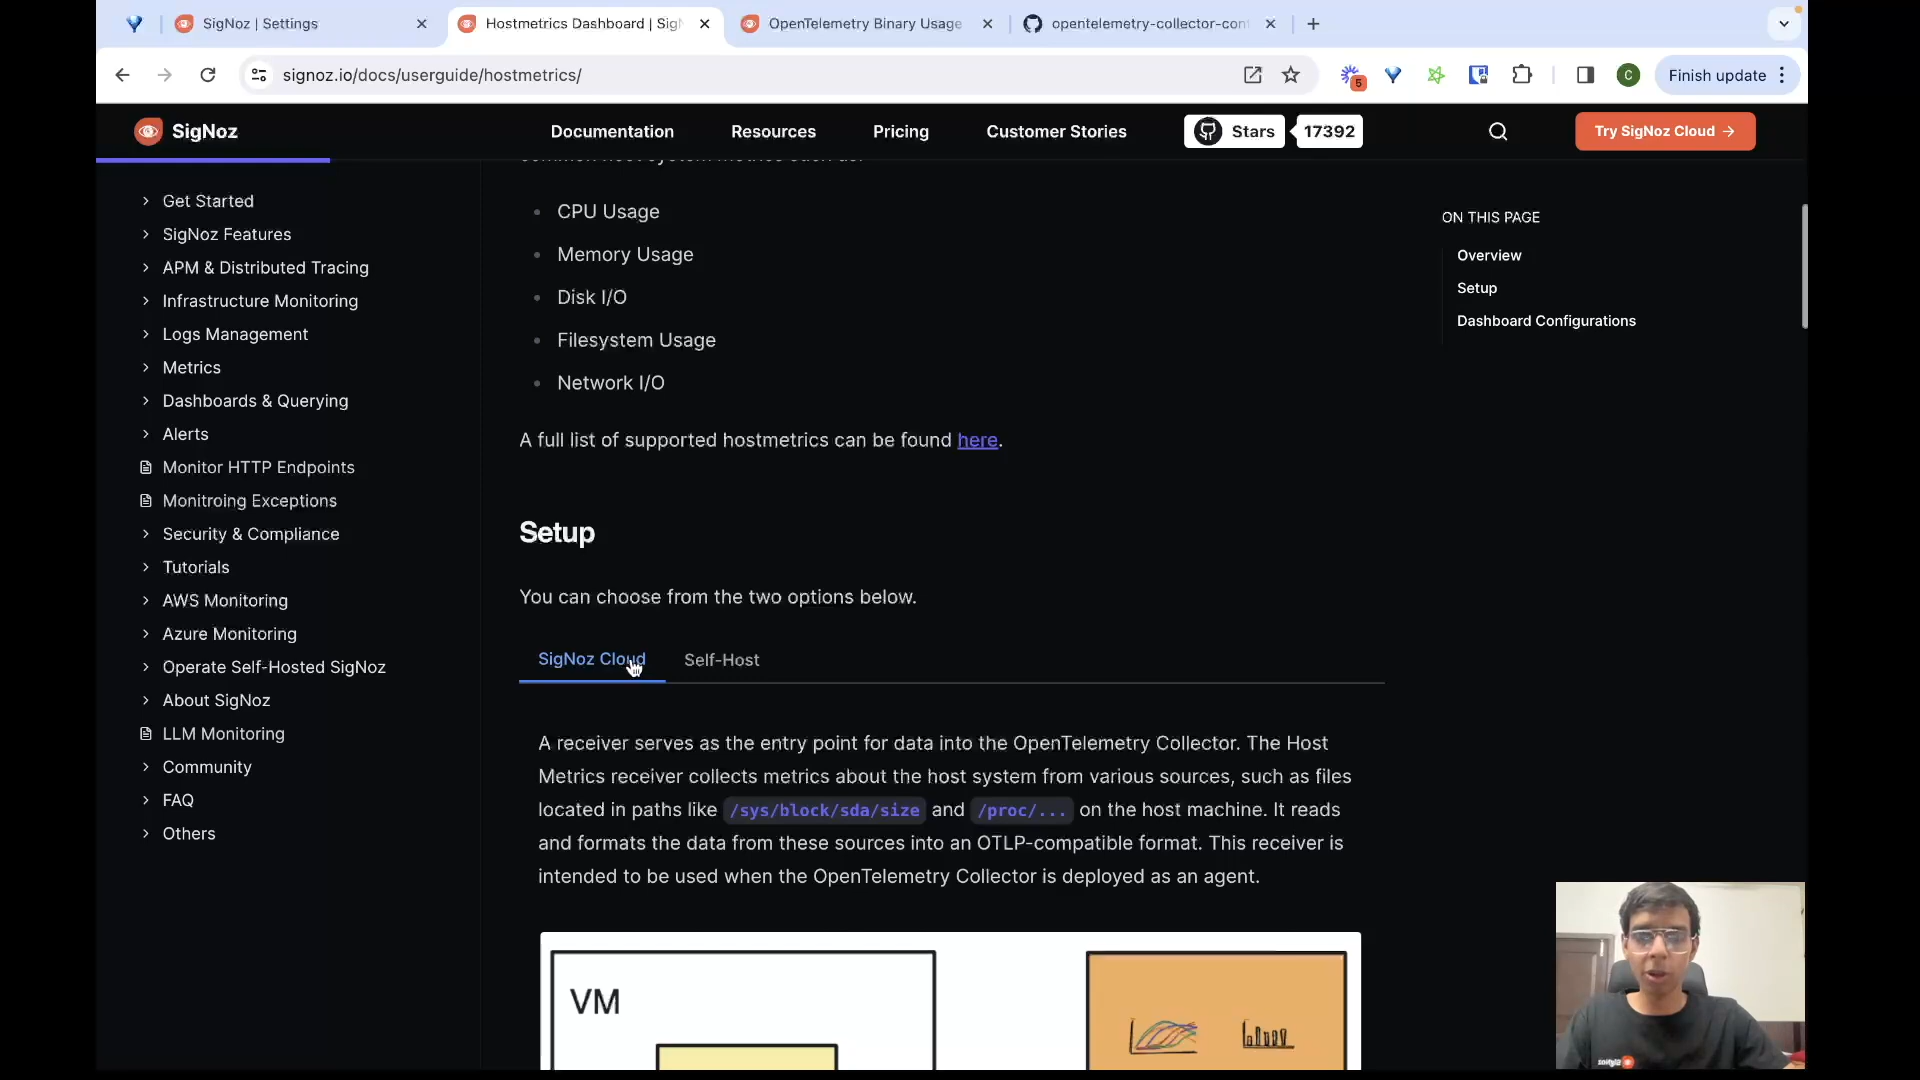 SigNoz | Settings
Hostmetrics Dashboard | Sig
OpenTelemetry Binary Usage
opentelemetry-collector-con
signoz.io/docs/userguide/hostmetrics/
5
C
Finish update
SigNoz
Documentation
Resources
Pricing
Customer Stories
Stars
17392
Try SigNoz Cloud →
Get Started
SigNoz Features
APM & Distributed Tracing
Infrastructure Monitoring
Logs Management
Metrics
Dashboards & Querying
Alerts
Monitor HTTP Endpoints
Monitroing Exceptions
Security & Compliance
Tutorials
AWS Monitoring
Azure Monitoring
Operate Self-Hosted SigNoz
About SigNoz
LLM Monitoring
Community
FAQ
Others
common host system metrics such as:
• CPU Usage
• Memory Usage
• Disk I/O
• Filesystem Usage
• Network I/O
A full list of supported hostmetrics can be found here.
Setup
You can choose from the two options below.
SigNoz Cloud
Self-Host
A receiver serves as the entry point for data into the OpenTelemetry Collector. The Host
Metrics receiver collects metrics about the host system from various sources, such as files
located in paths like /sys/block/sda/size and /proc/... on the host machine. It reads
and formats the data from these sources into an OTLP-compatible format. This receiver is
intended to be used when the OpenTelemetry Collector is deployed as an agent.
VM
ON THIS PAGE
Overview
Setup
Dashboard Configurations